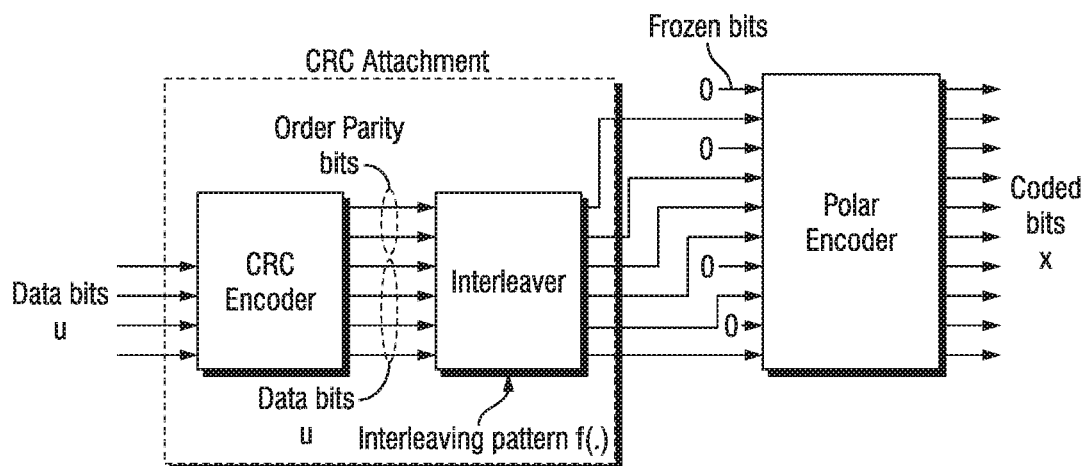 Frozen bits
CRC Attachment
0
Order Parity
bits
0
Coded
bits
x
Polar
Encoder
CRC
Encoder
Interleaver
0
Data bits
u
0
Data bits
u
Interleaving pattern f(.)